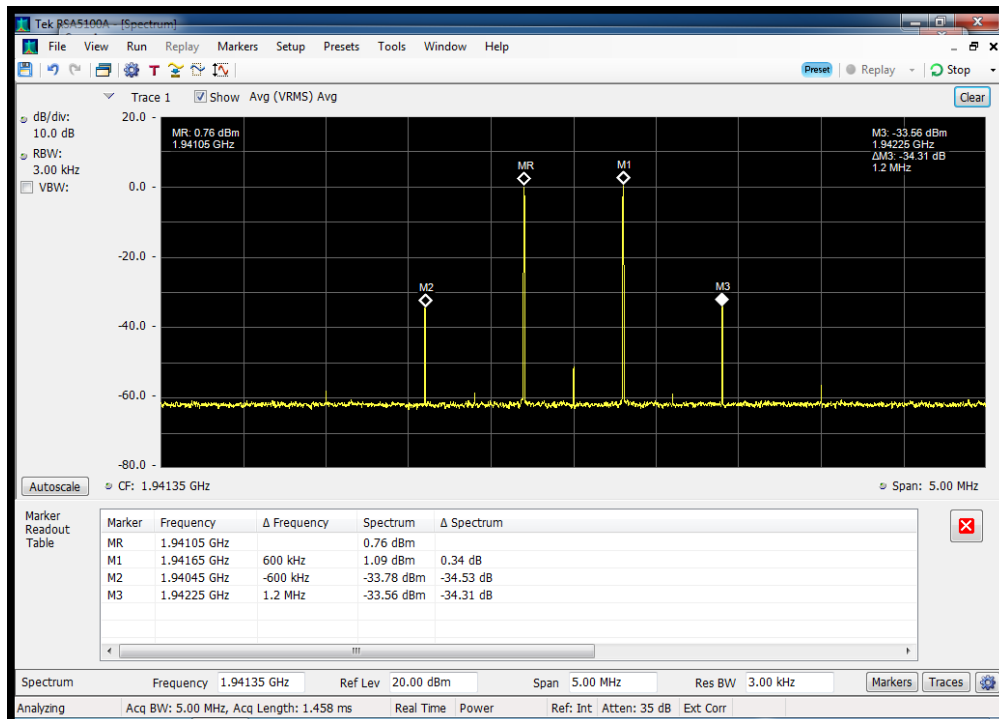 Tek RSA5100A - [Spectrum]
File View Run Replay Markers Setup Presets Tools Window Help
Preset Replay Stop
Trace 1 Show Avg (VRMS) Avg Clear
dB/div:
10.0 dB
RBW:
3.00 kHz
VBW:
20.0
0.0
-20.0
-40.0
-60.0
-80.0
MR: 0.76 dBm
1.94105 GHz
M3: -33.56 dBm
1.94225 GHz
ΔM3: -34.31 dB
1.2 MHz
MR
M1
M2
M3
Autoscale CF: 1.94135 GHz Span: 5.00 MHz
Marker
Readout
Table
Marker Frequency Δ Frequency Spectrum Δ Spectrum
MR 1.94105 GHz 0.76 dBm
M1 1.94165 GHz 600 kHz 1.09 dBm 0.34 dB
M2 1.94045 GHz -600 kHz -33.78 dBm -34.53 dB
M3 1.94225 GHz 1.2 MHz -33.56 dBm -34.31 dB
Spectrum Frequency 1.94135 GHz Ref Lev 20.00 dBm Span 5.00 MHz Res BW 3.00 kHz Markers Traces
Analyzing Acq BW: 5.00 MHz, Acq Length: 1.458 ms Real Time Power Ref: Int Atten: 35 dB Ext Corr